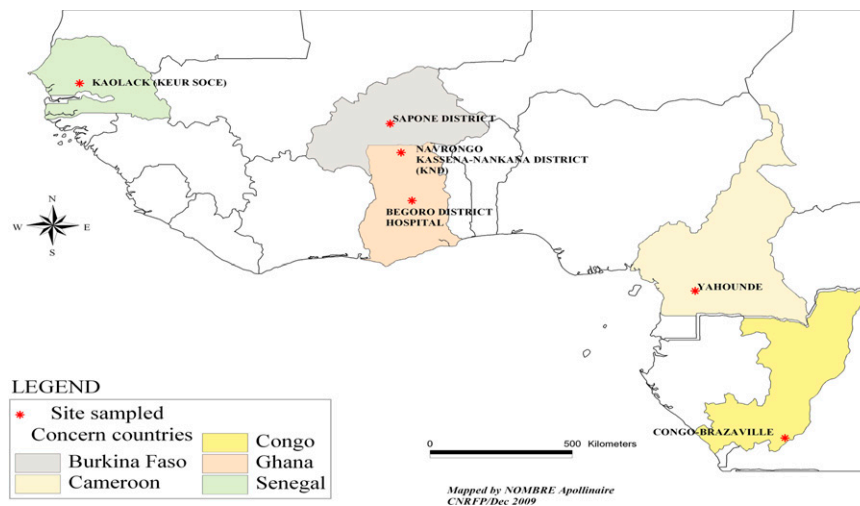 KAOLACK (KEUR SOCE)
SAPONE DISTRICT
NAVRONGO
KASSENA-NANKANA DISTRICT
(KND)
BEGORO DISTRICT
HOSPITAL
N
W E
S
YAHOUNDE
CONGO-BRAZAVILLE
LEGEND
Site sampled
Concern countries
Burkina Faso
Cameroon
Congo
Ghana
Senegal
0 500 Kilometers
Mapped by NOMBRE Apollinaire
CNRFP/Dec 2009